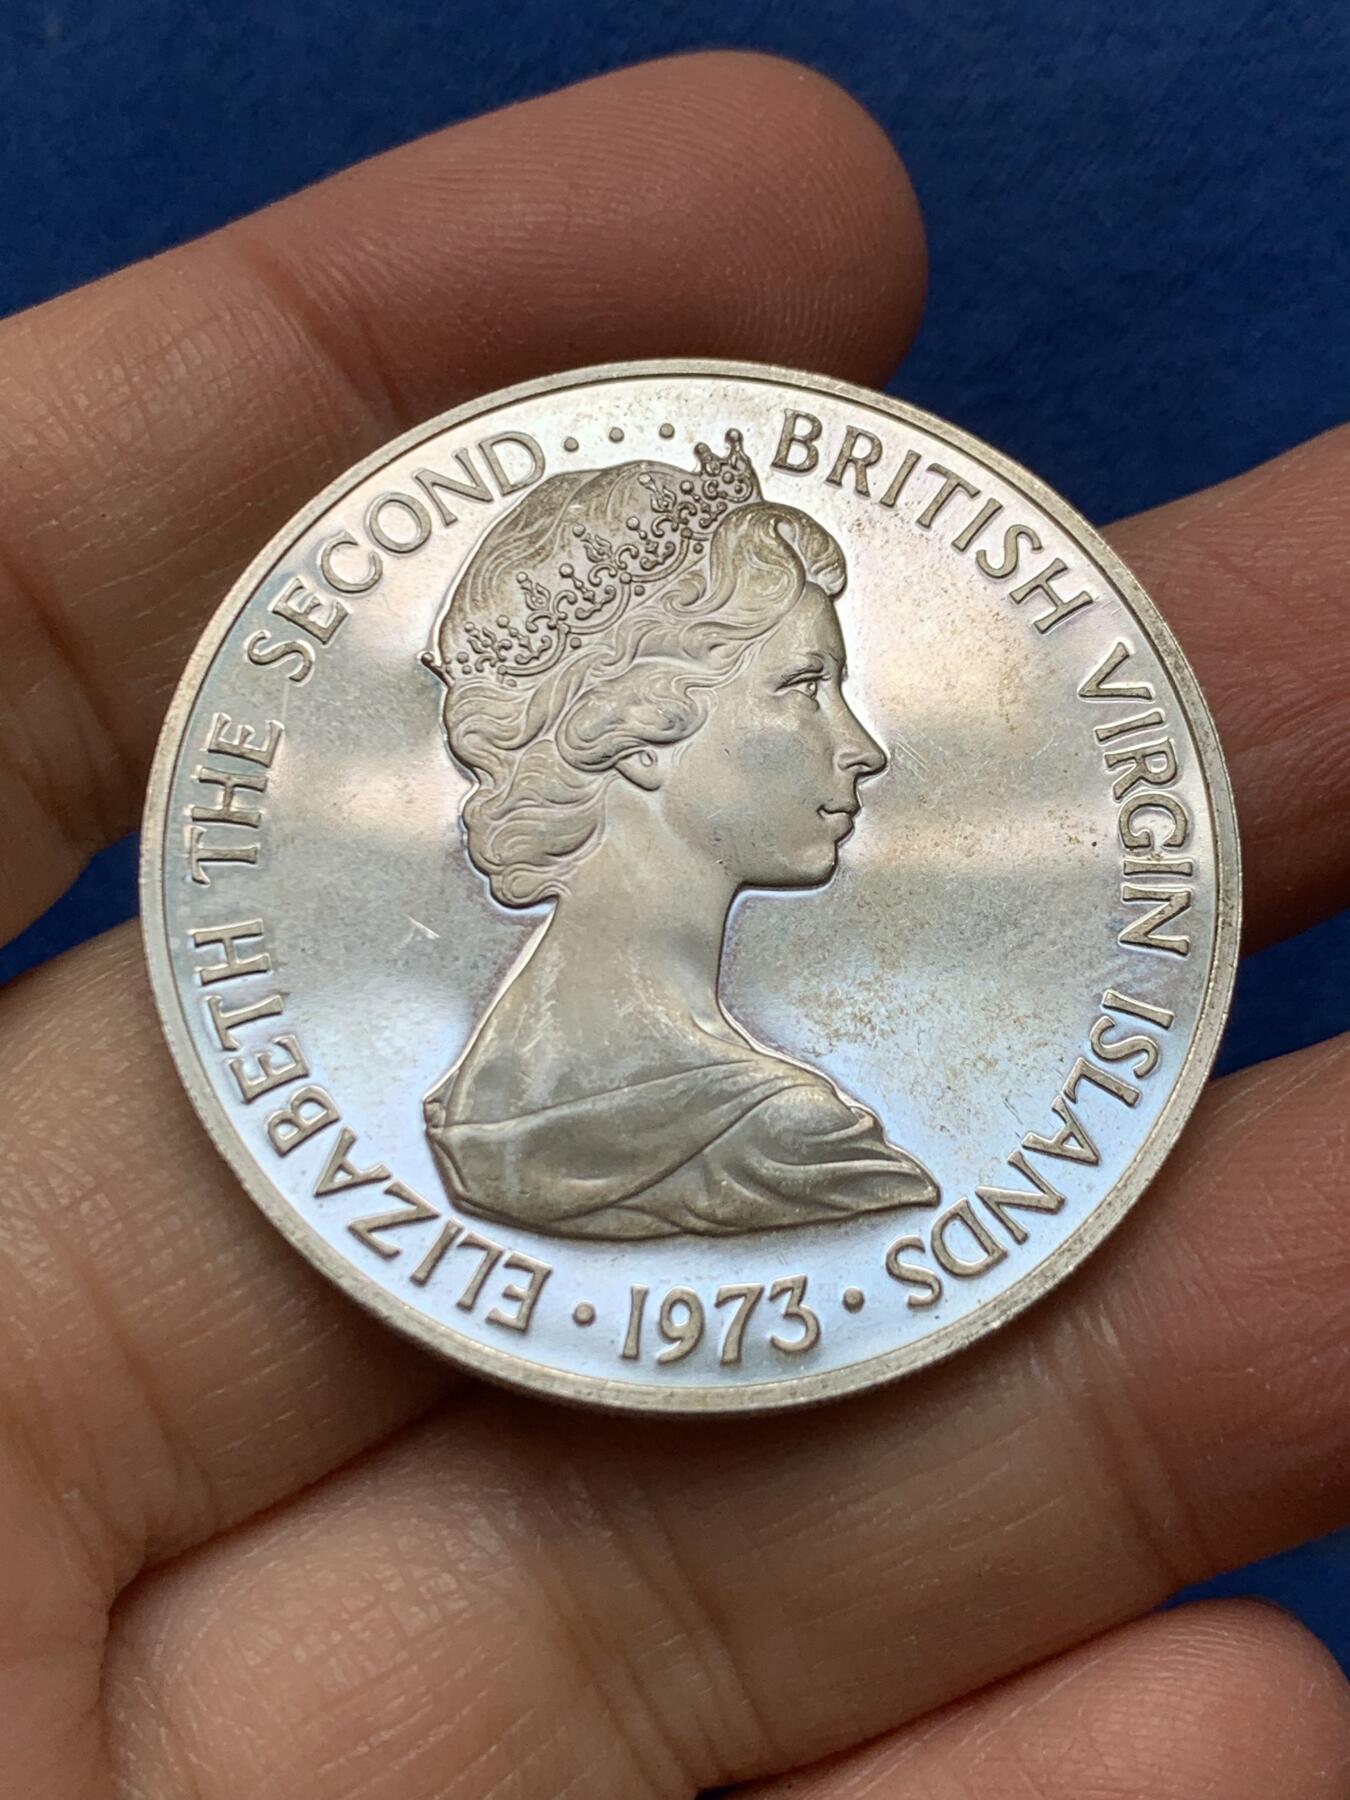 ELIZABETH THE SECOND
BRITISH VIRGIN ISLANDS
· 1973 ·